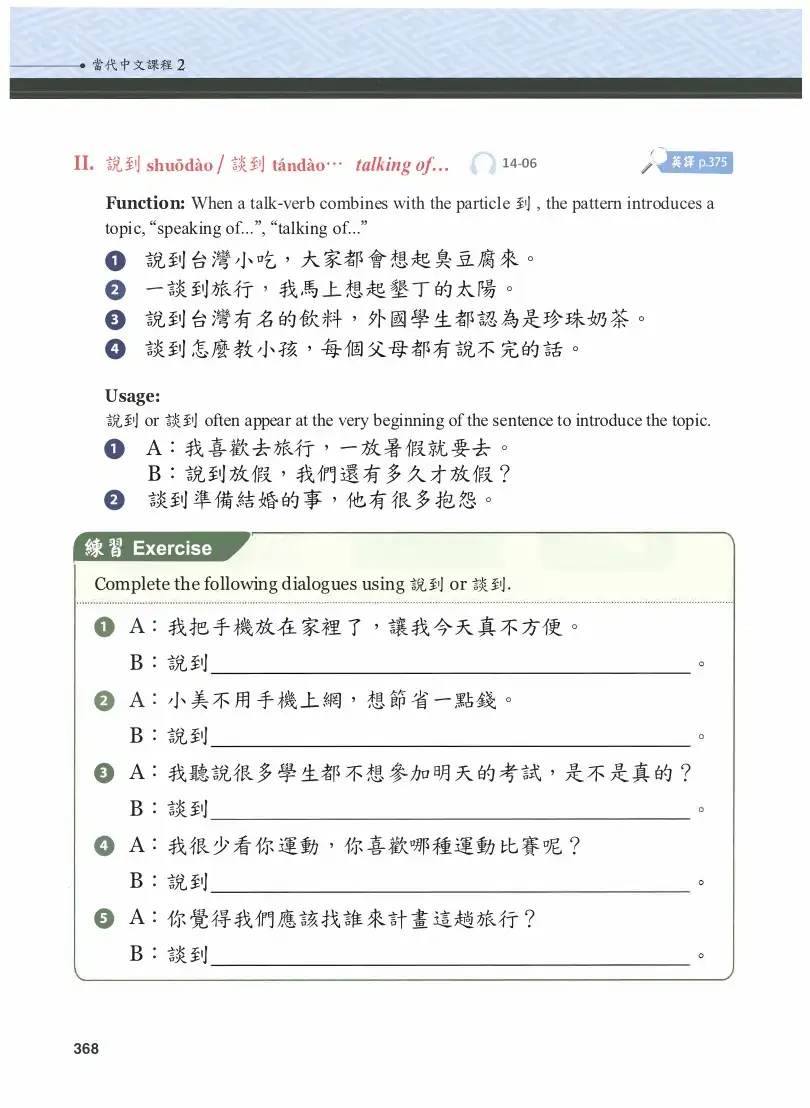 • 當代中文課程 2
II. 說到 shuōdào / 談到 tándào… talking of… 14-06 英譯 p.375
Function: When a talk-verb combines with the particle 到 , the pattern introduces a
topic, “speaking of...”, “talking of...”
1 說到台灣小吃，大家都會想起臭豆腐來。
2 一談到旅行，我馬上想起墾丁的太陽。
3 說到台灣有名的飲料，外國學生都認為是珍珠奶茶。
4 談到怎麼教小孩，每個父母都有說不完的話。
Usage:
說到 or 談到 often appear at the very beginning of the sentence to introduce the topic.
1 A：我喜歡去旅行，一放暑假就要去。
B：說到放假，我們還有多久才放假？
2 談到準備結婚的事，他有很多抱怨。
練習 Exercise
Complete the following dialogues using 說到 or 談到.
1 A：我把手機放在家裡了，讓我今天真不方便。
B：說到 。
2 A：小美不用手機上網，想節省一點錢。
B：說到 。
3 A：我聽說很多學生都不想參加明天的考試，是不是真的？
B：談到 。
4 A：我很少看你運動，你喜歡哪種運動比賽呢？
B：說到 。
5 A：你覺得我們應該找誰來計畫這趟旅行？
B：談到 。
368